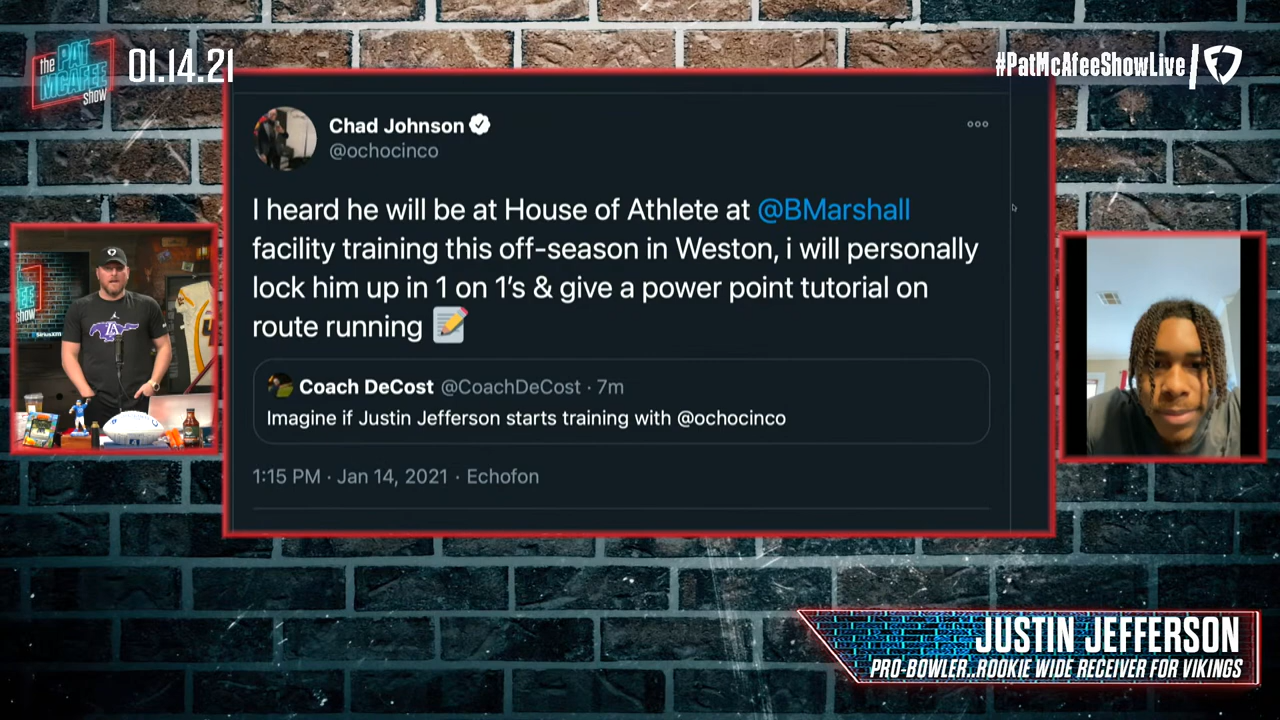 the PAT MCAFEE show
01.14.21
#PatMcAfeeShowLive
Chad Johnson
@ochocinco
I heard he will be at House of Athlete at @BMarshall
facility training this off-season in Weston, i will personally
lock him up in 1 on 1's & give a power point tutorial on
route running 📝
Coach DeCost @CoachDeCost · 7m
Imagine if Justin Jefferson starts training with @ochocinco
1:15 PM · Jan 14, 2021 · Echofon
JUSTIN JEFFERSON
PRO-BOWLER..ROOKIE WIDE RECEIVER FOR VIKINGS